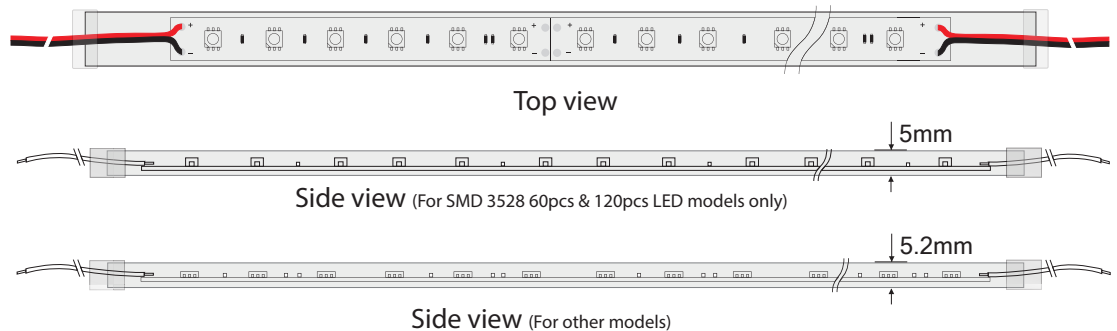 + + + +
− − − −
Top view
5mm
Side view (For SMD 3528 60pcs & 120pcs LED models only)
5.2mm
Side view (For other models)